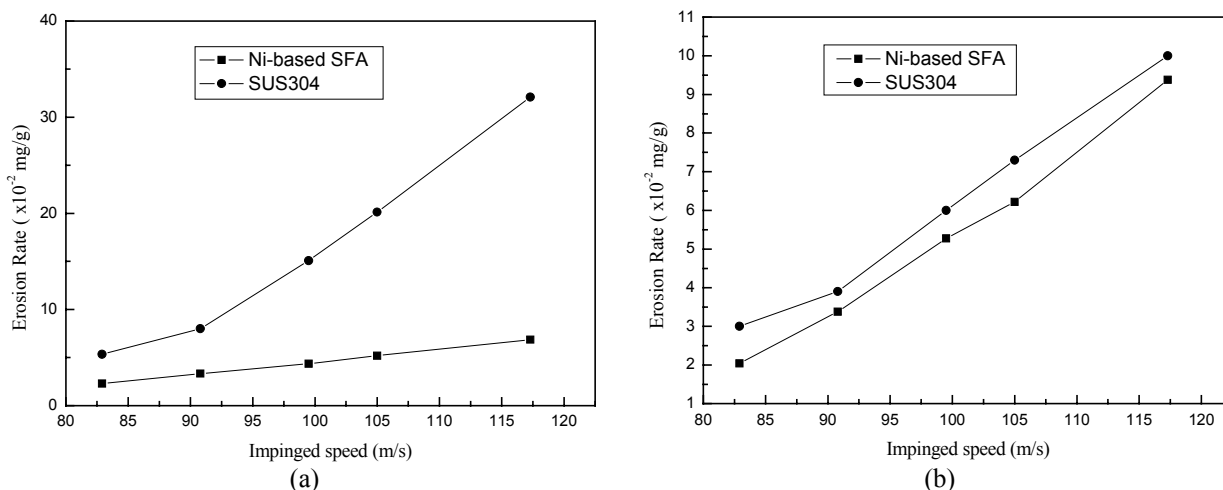 40
30
20
10
0
80 85 90 95 100 105 110 115 120
Erosion Rate ( x10⁻² mg/g)
Impinged speed (m/s)
Ni-based SFA
SUS304
(a)
11
10
9
8
7
6
5
4
3
2
1
80 85 90 95 100 105 110 115 120
Erosion Rate ( x10⁻² mg/g)
Impinged speed (m/s)
Ni-based SFA
SUS304
(b)